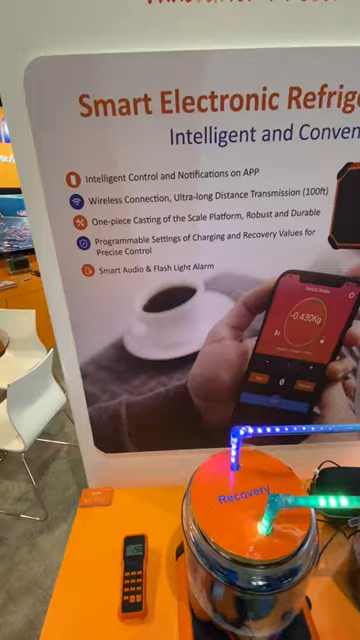 Smart Electronic Refrig
Intelligent and Conven
Intelligent Control and Notifications on APP
Wireless Connection, Ultra-long Distance Transmission (100ft)
One-piece Casting of the Scale Platform, Robust and Durable
Programmable Settings of Charging and Recovery Values for
Precise Control
Smart Audio & Flash Light Alarm
-0.430Kg
Recovery